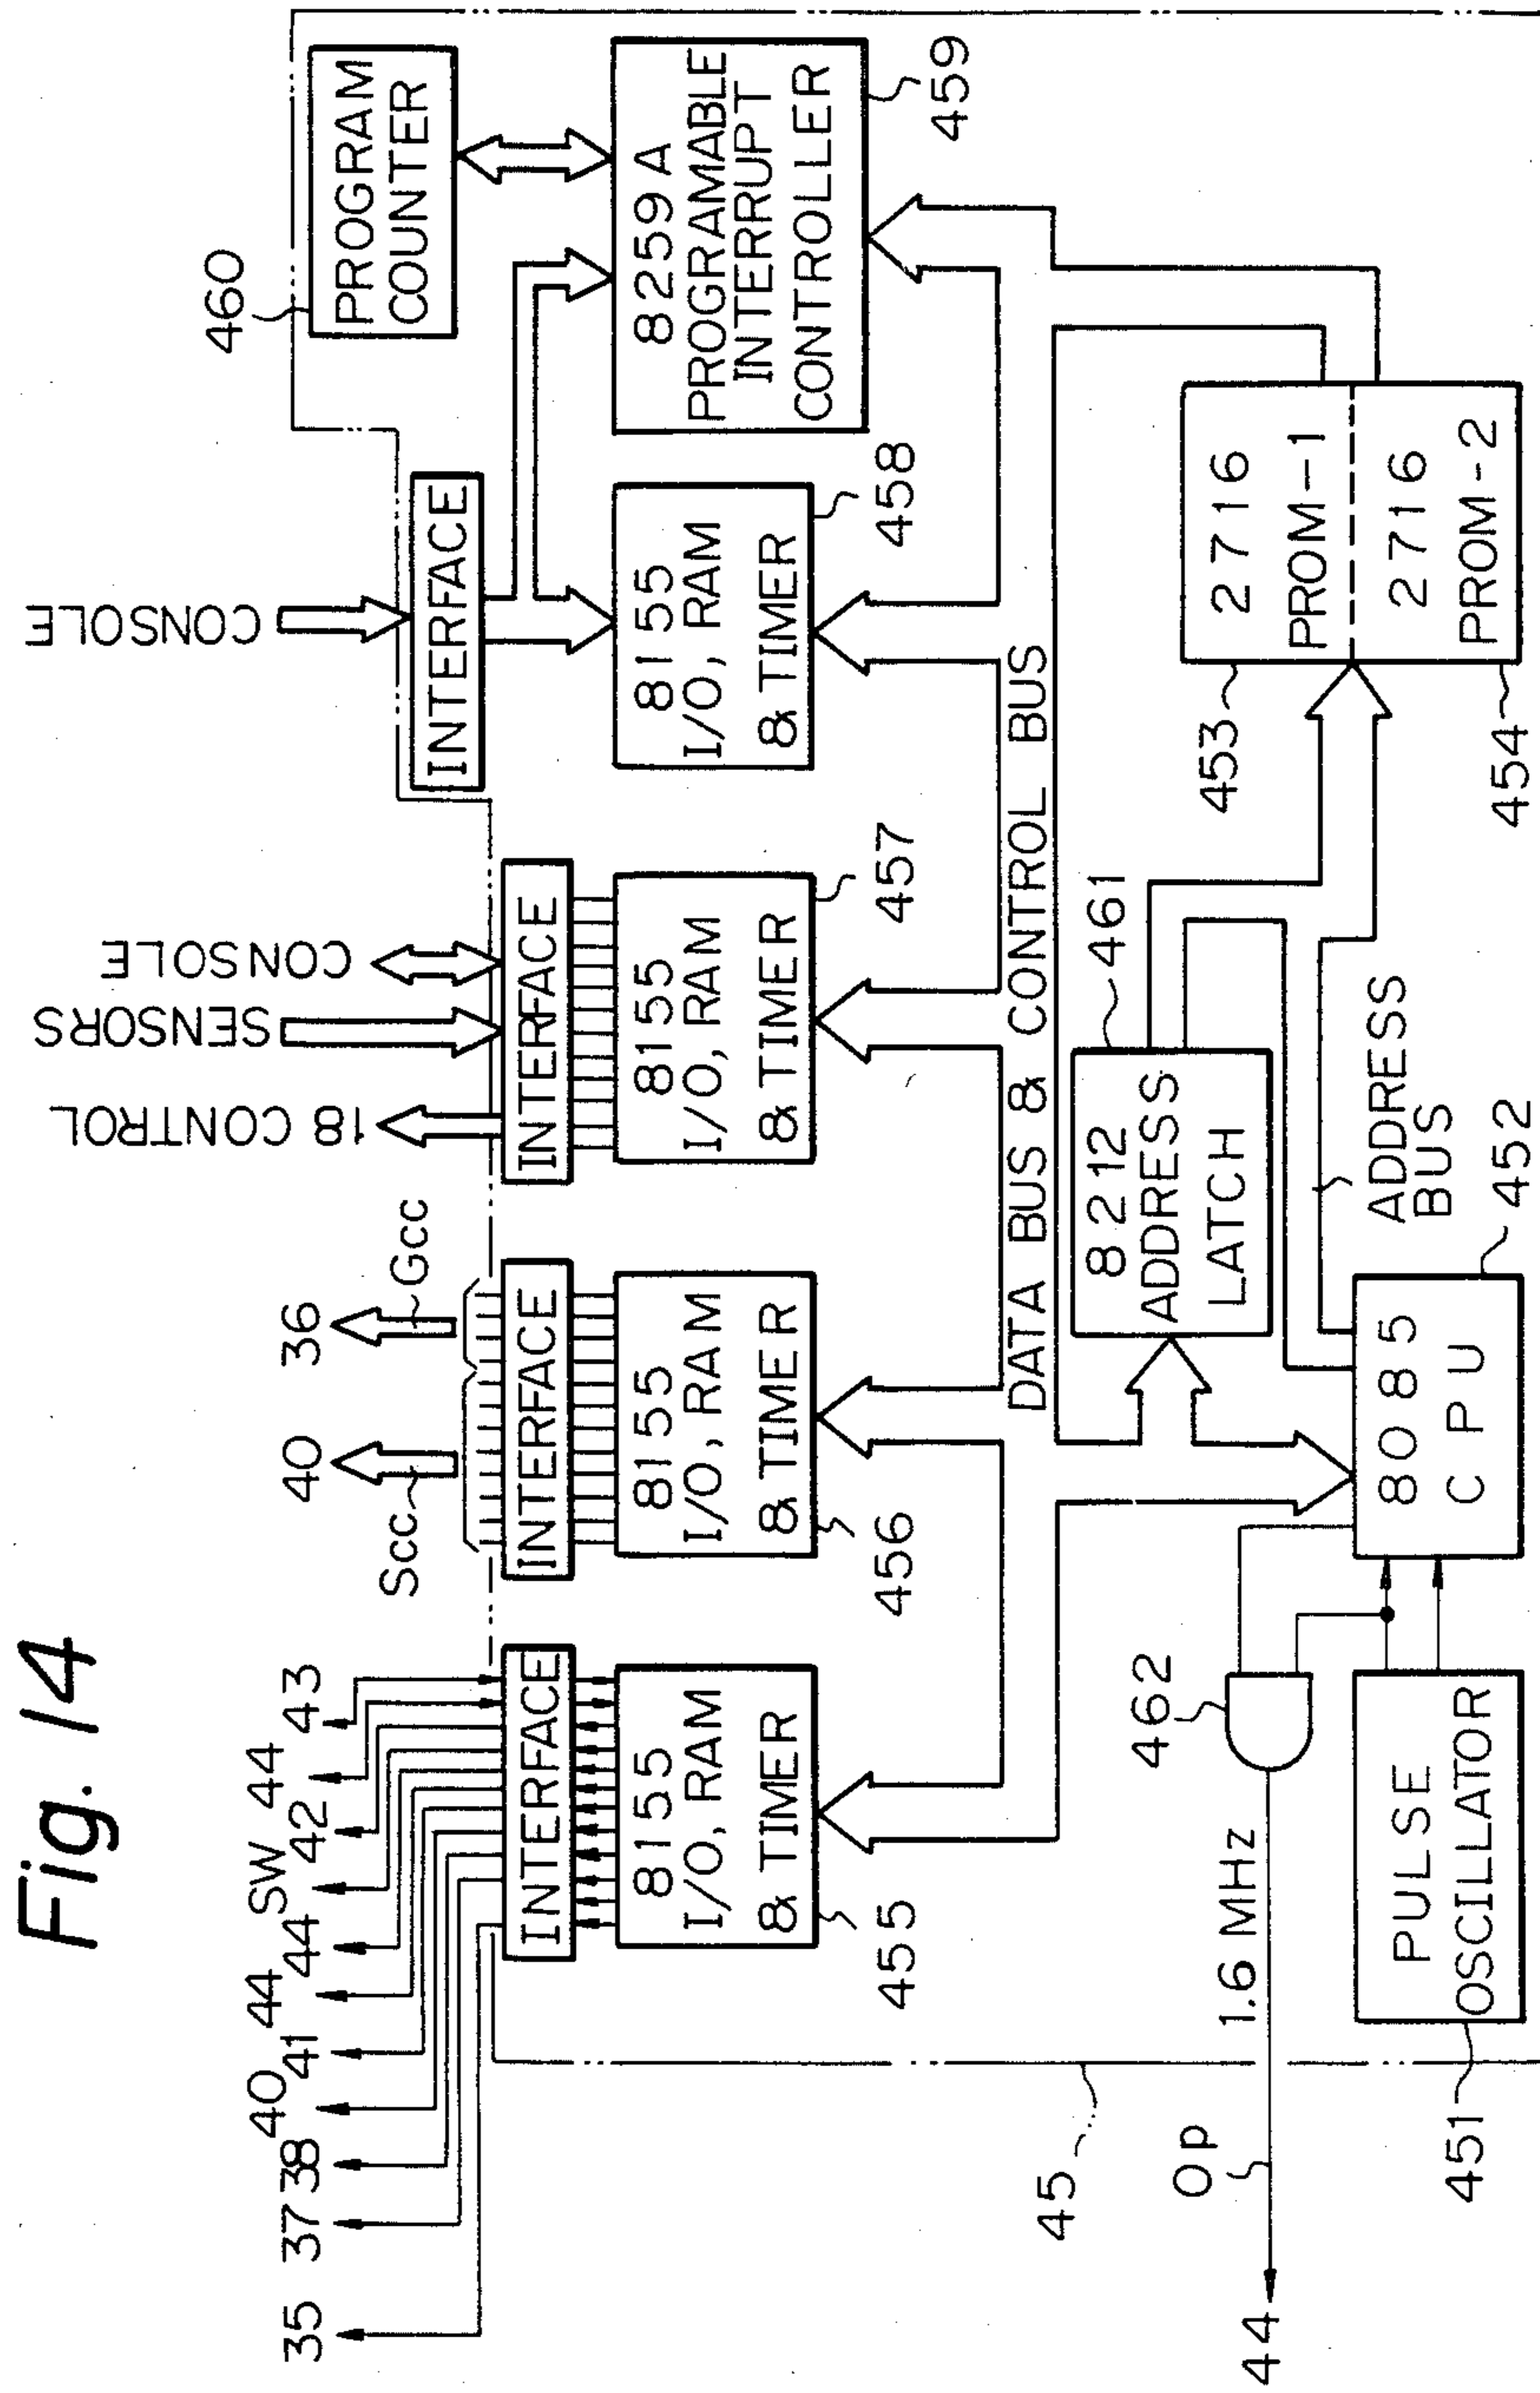 Fig. 14
35
37
38
40
41
44
44
SW
42
44
43
INTERFACE
8155
I/O, RAM
& TIMER
455
40
Scc
36
Gcc
INTERFACE
8155
I/O, RAM
& TIMER
456
18 CONTROL
SENSORS
CONSOLE
INTERFACE
8155
I/O, RAM
& TIMER
457
CONSOLE
INTERFACE
8155
I/O, RAM
& TIMER
458
460
PROGRAM
COUNTER
8259A
PROGRAMABLE
INTERRUPT
CONTROLLER
459
DATA BUS & CONTROL BUS
45
44
Op
1.6 MHz
462
PULSE
OSCILLATOR
451
8085
CPU
452
8212
ADDRESS
LATCH
461
ADDRESS
BUS
2716
PROM-1
453
2716
PROM-2
454